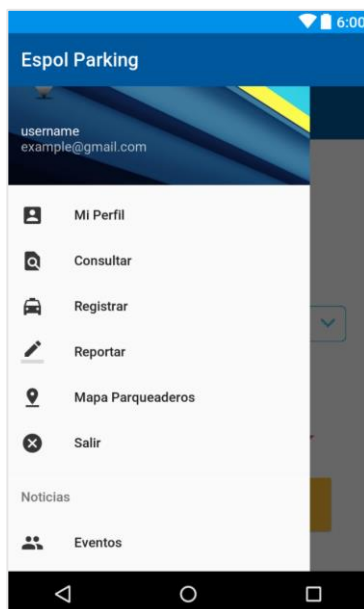 6:00
Espol Parking
username
example@gmail.com
Mi Perfil
Consultar
Registrar
Reportar
Mapa Parqueaderos
Salir
Noticias
Eventos